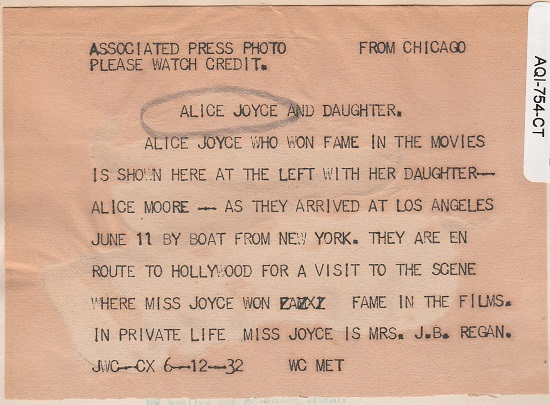 ASSOCIATED PRESS PHOTO FROM CHICAGO
PLEASE WATCH CREDIT.
AQI-754-CT
ALICE JOYCE AND DAUGHTER.
ALICE JOYCE WHO WON FAME IN THE MOVIES
IS SHOWN HERE AT THE LEFT WITH HER DAUGHTER--
ALICE MOORE -- AS THEY ARRIVED AT LOS ANGELES
JUNE 11 BY BOAT FROM NEW YORK. THEY ARE EN
ROUTE TO HOLLYWOOD FOR A VISIT TO THE SCENE
WHERE MISS JOYCE WON FAME IN THE FILMS.
IN PRIVATE LIFE MISS JOYCE IS MRS. J.B. REGAN.
JWC--CX 6-12-32 WC MET